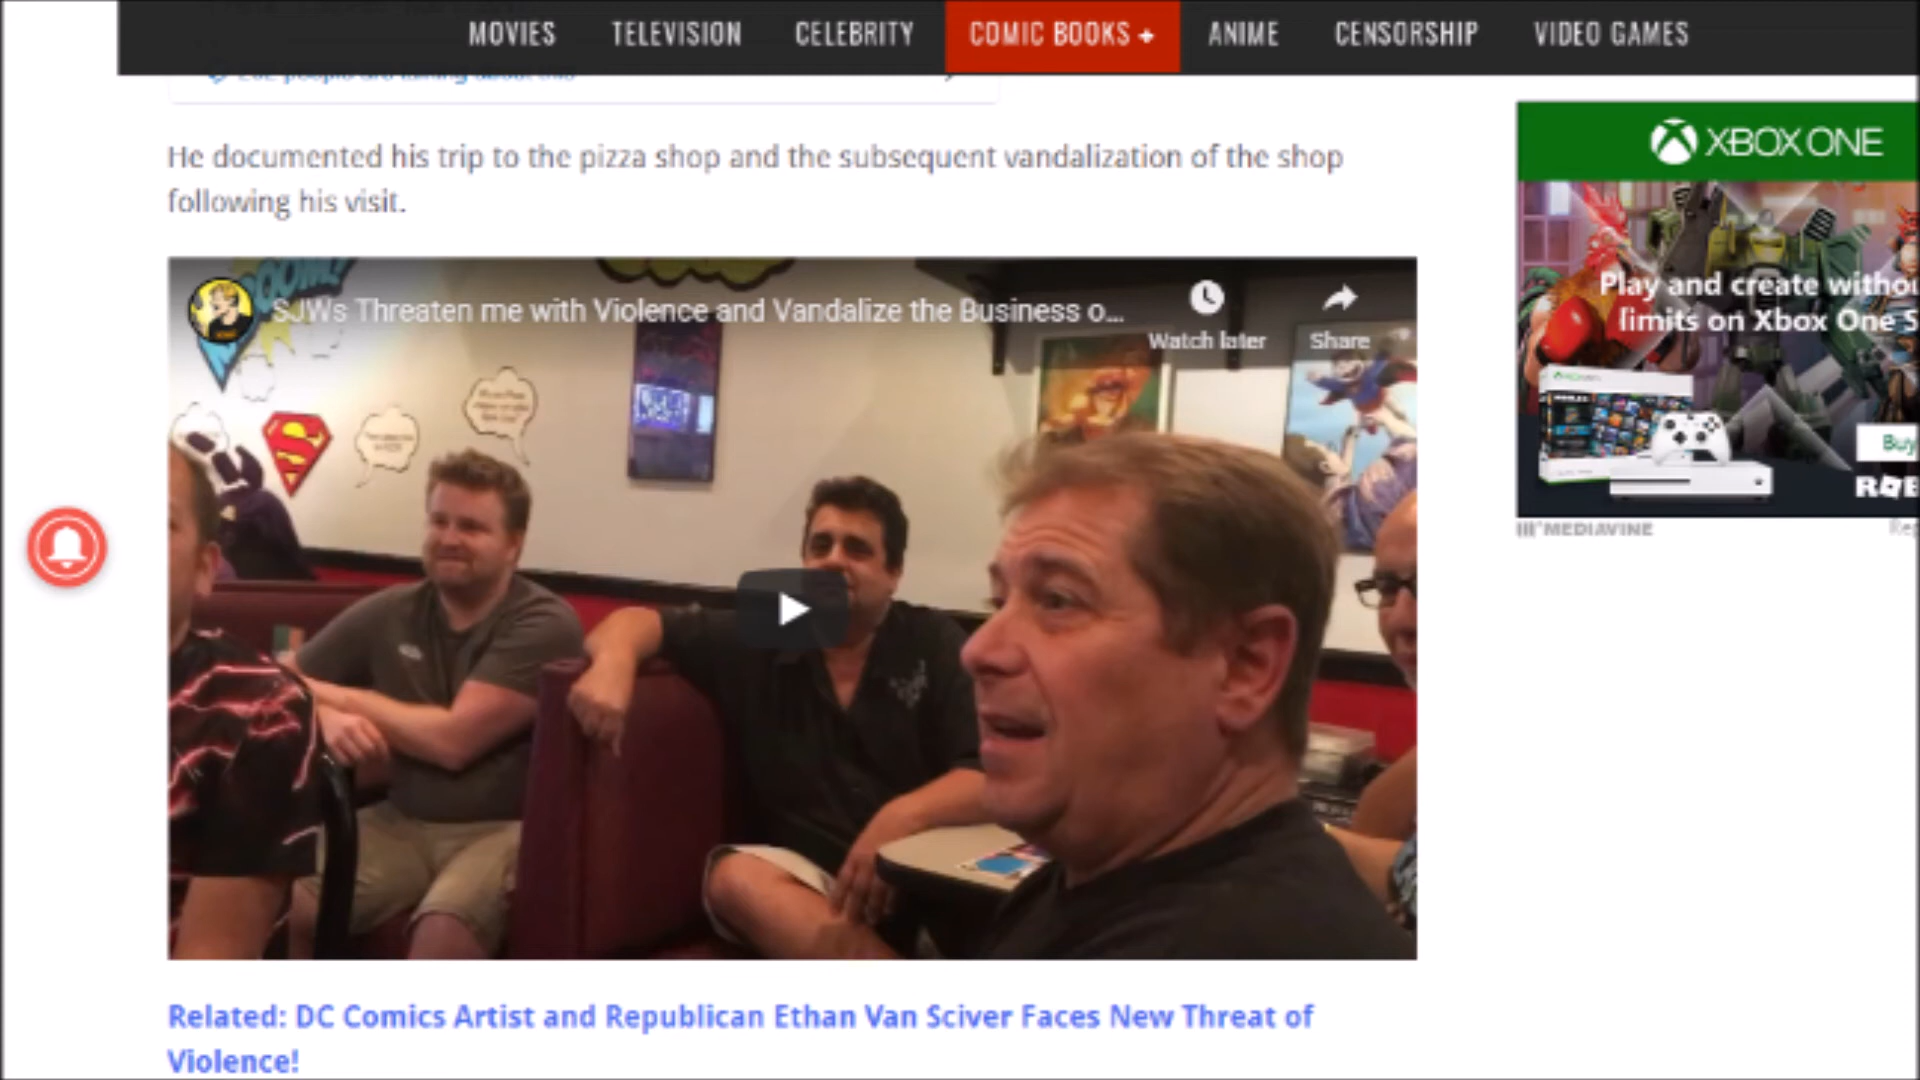 MOVIES TELEVISION CELEBRITY COMIC BOOKS + ANIME CENSORSHIP VIDEO GAMES
He documented his trip to the pizza shop and the subsequent vandalization of the shop
following his visit.
SJWs Threaten me with Violence and Vandalize the Business o...
Watch later
Share
XBOX ONE
Play and create withou
limits on Xbox One S
Buy
MEDIAVINE
Rep
Related: DC Comics Artist and Republican Ethan Van Sciver Faces New Threat of
Violence!